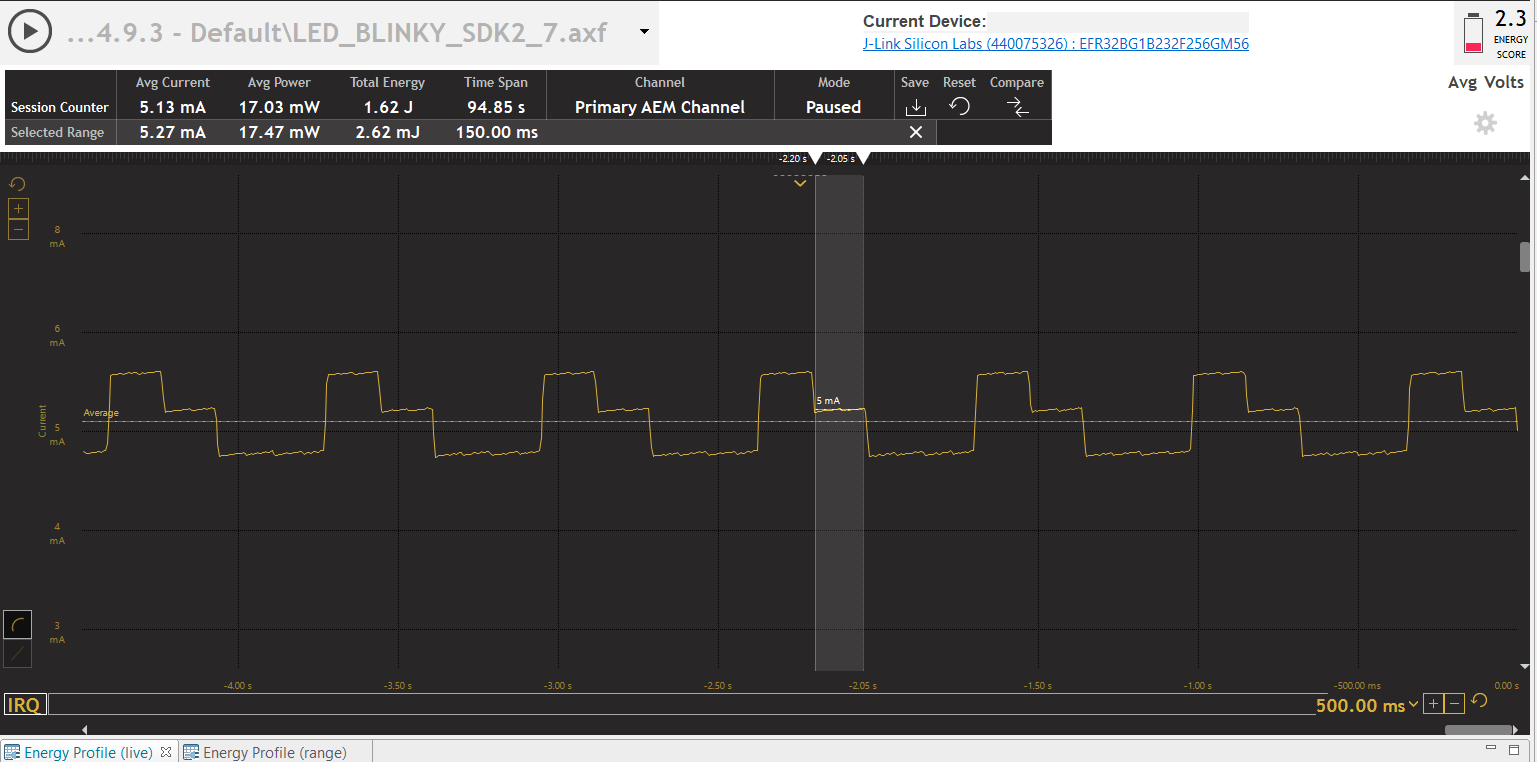 ...4.9.3 - Default\LED_BLINKY_SDK2_7.axf
Current Device:
J-Link Silicon Labs (440075326) : EFR32BG1B232F256GM56
2.3
ENERGY
SCORE
Avg Current Avg Power Total Energy Time Span Channel Mode Save Reset Compare
Session Counter 5.13 mA 17.03 mW 1.62 J 94.85 s Primary AEM Channel Paused
Selected Range 5.27 mA 17.47 mW 2.62 mJ 150.00 ms
Avg Volts
-2.20 s -2.05 s
8
mA
6
mA
Average
5 mA
Current
5
mA
4
mA
3
mA
-4.00 s -3.50 s -3.00 s -2.50 s -2.05 s -1.50 s -1.00 s -500.00 ms 0.00 s
IRQ
500.00 ms
Energy Profile (live) Energy Profile (range)